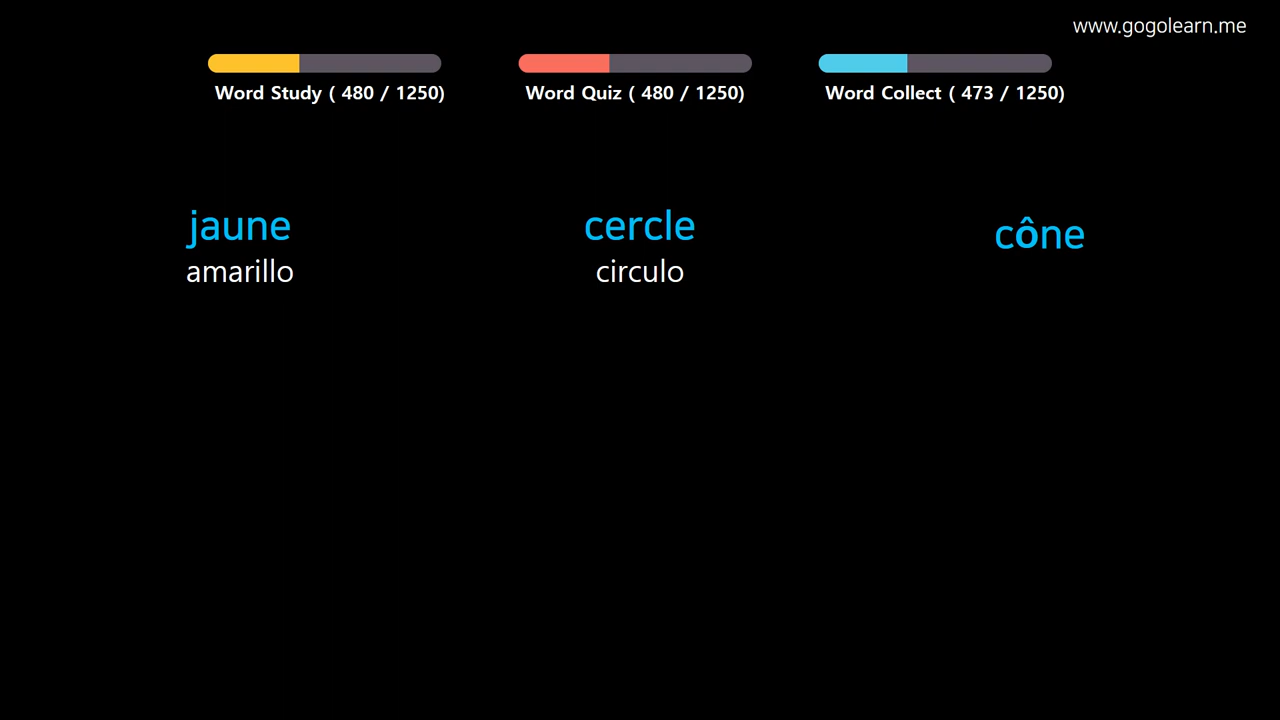 www.gogolearn.me
Word Study ( 480 / 1250)
Word Quiz ( 480 / 1250)
Word Collect ( 473 / 1250)
jaune
amarillo
cercle
circulo
cône